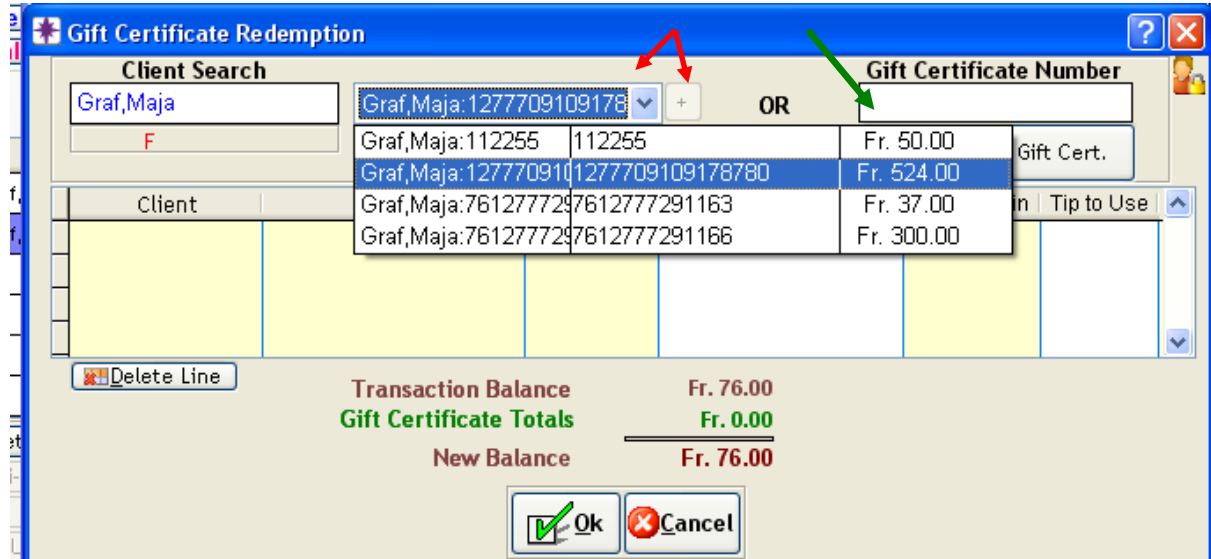 Gift Certificate Redemption
Client Search
Gift Certificate Number
Graf,Maja
Graf,Maja:1277709109178
+
OR
F
Graf,Maja:112255 112255 Fr. 50.00
Graf,Maja:127770910 1277709109178780 Fr. 524.00
Graf,Maja:761277729 7612777291163 Fr. 37.00
Graf,Maja:761277729 7612777291166 Fr. 300.00
Gift Cert.
Client
Tip to Use
Delete Line
Transaction Balance Fr. 76.00
Gift Certificate Totals Fr. 0.00
New Balance Fr. 76.00
Ok
Cancel